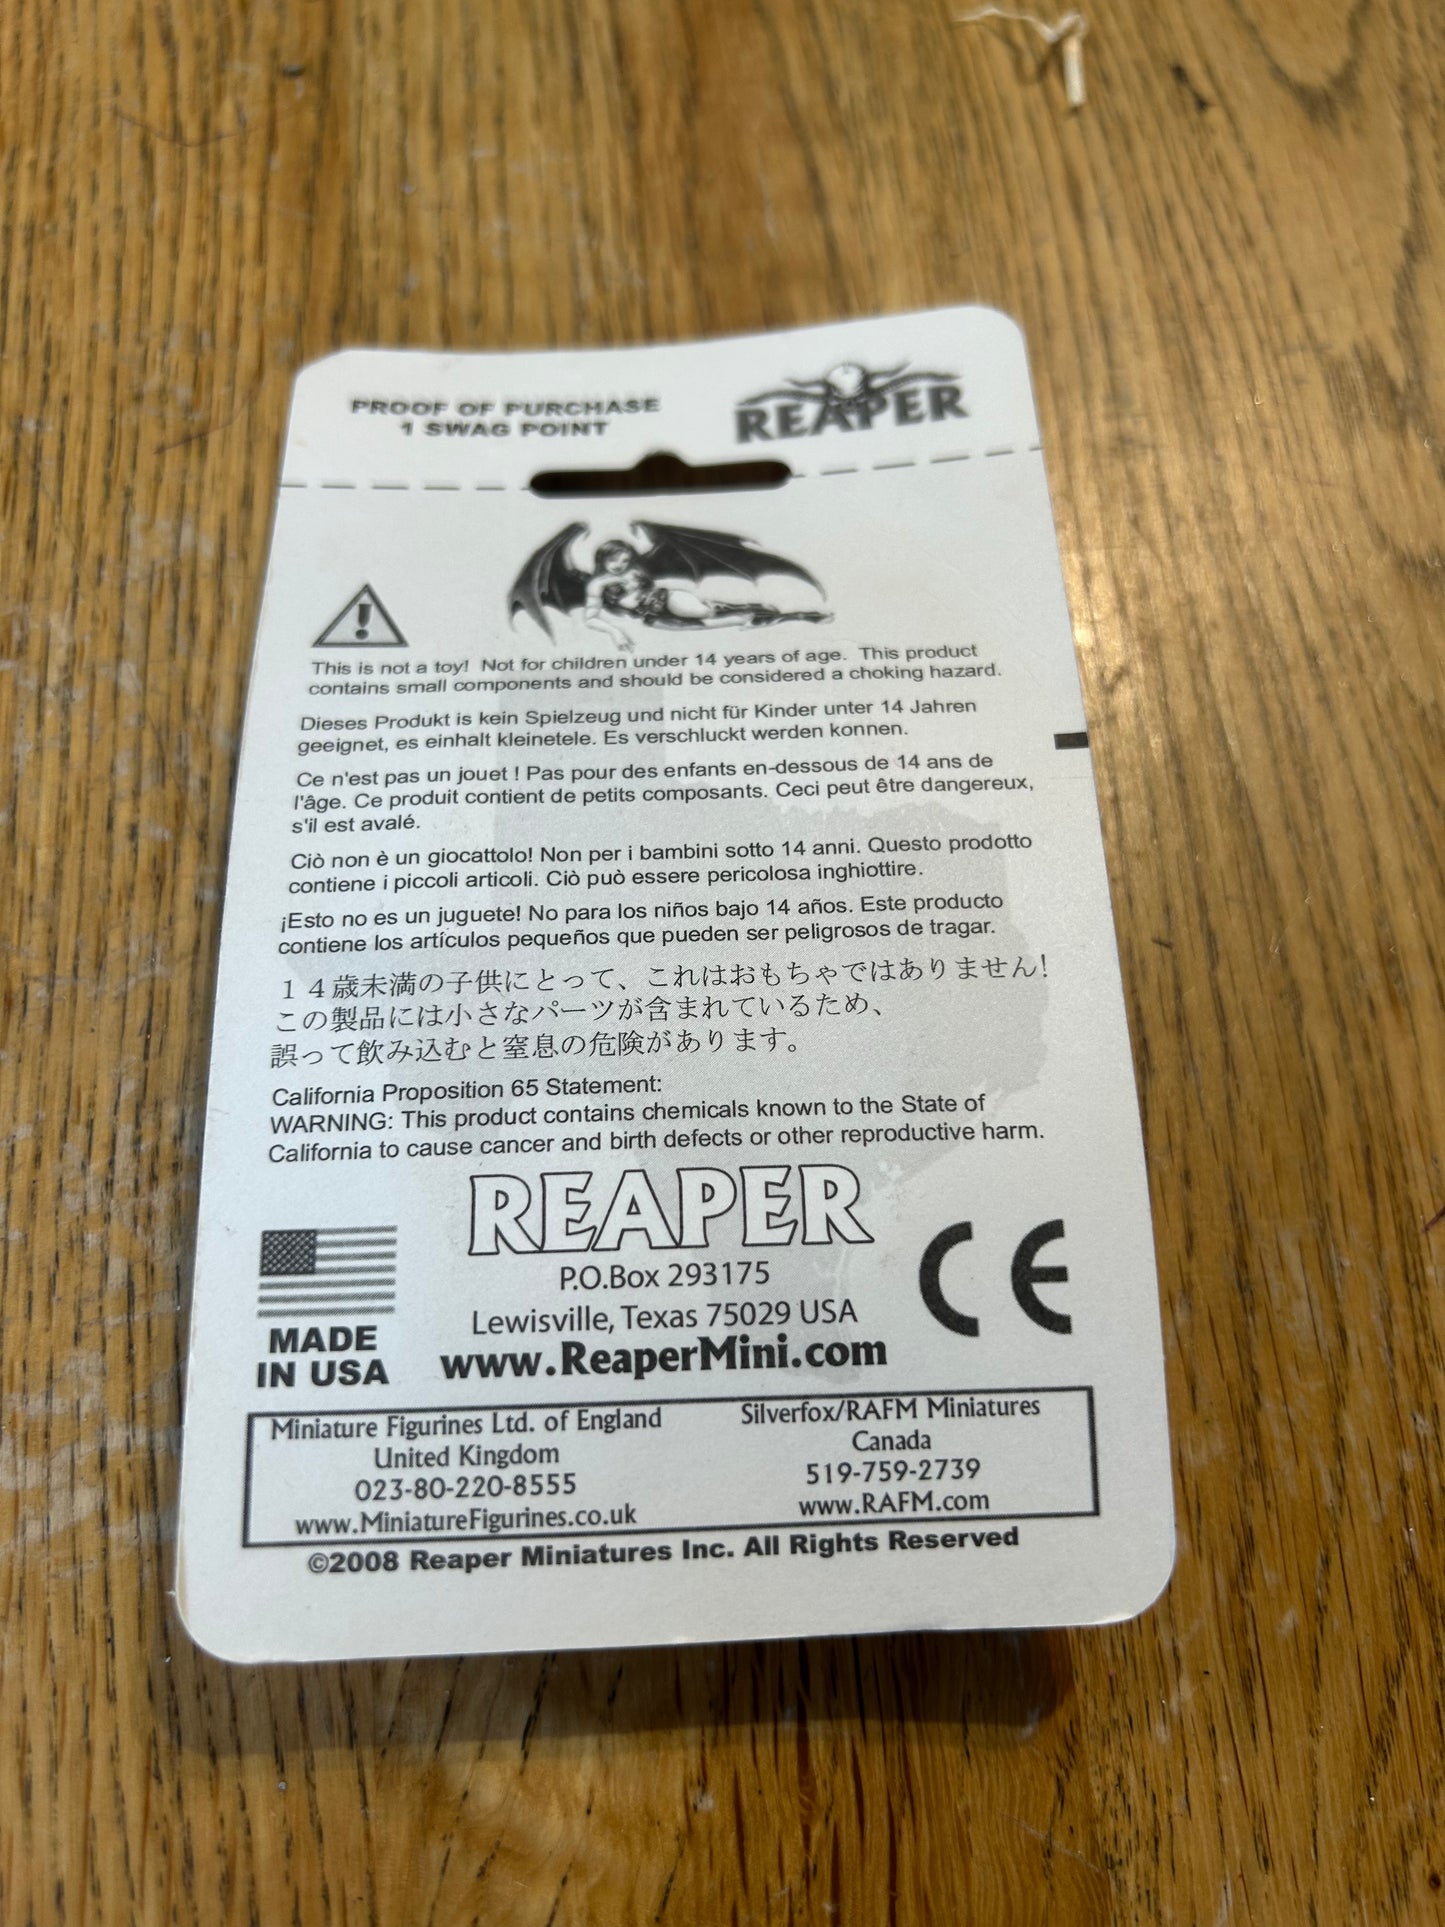 PROOF OF PURCHASE
1 SWAG POINT
REAPER
This is not a toy! Not for children under 14 years of age. This product
contains small components and should be considered a choking hazard.
Dieses Produkt is kein Spielzeug und nicht für Kinder unter 14 Jahren
geeignet, es einhalt kleinetele. Es verschluckt werden konnen.
Ce n'est pas un jouet ! Pas pour des enfants en-dessous de 14 ans de
l'âge. Ce produit contient de petits composants. Ceci peut être dangereux,
s'il est avalé.
Ciò non è un giocattolo! Non per i bambini sotto 14 anni. Questo prodotto
contiene i piccoli articoli. Ciò può essere pericolosa inghiottire.
¡Esto no es un juguete! No para los niños bajo 14 años. Este producto
contiene los artículos pequeños que pueden ser peligrosos de tragar.
１４歳未満の子供にとって、これはおもちゃではありません!
この製品には小さなパーツが含まれているため、
誤って飲み込むと窒息の危険があります。
California Proposition 65 Statement:
WARNING: This product contains chemicals known to the State of
California to cause cancer and birth defects or other reproductive harm.
REAPER
P.O.Box 293175
Lewisville, Texas 75029 USA
www.ReaperMini.com
MADE
IN USA
CE
Miniature Figurines Ltd. of England
United Kingdom
023-80-220-8555
www.MiniatureFigurines.co.uk
Silverfox/RAFM Miniatures
Canada
519-759-2739
www.RAFM.com
©2008 Reaper Miniatures Inc. All Rights Reserved